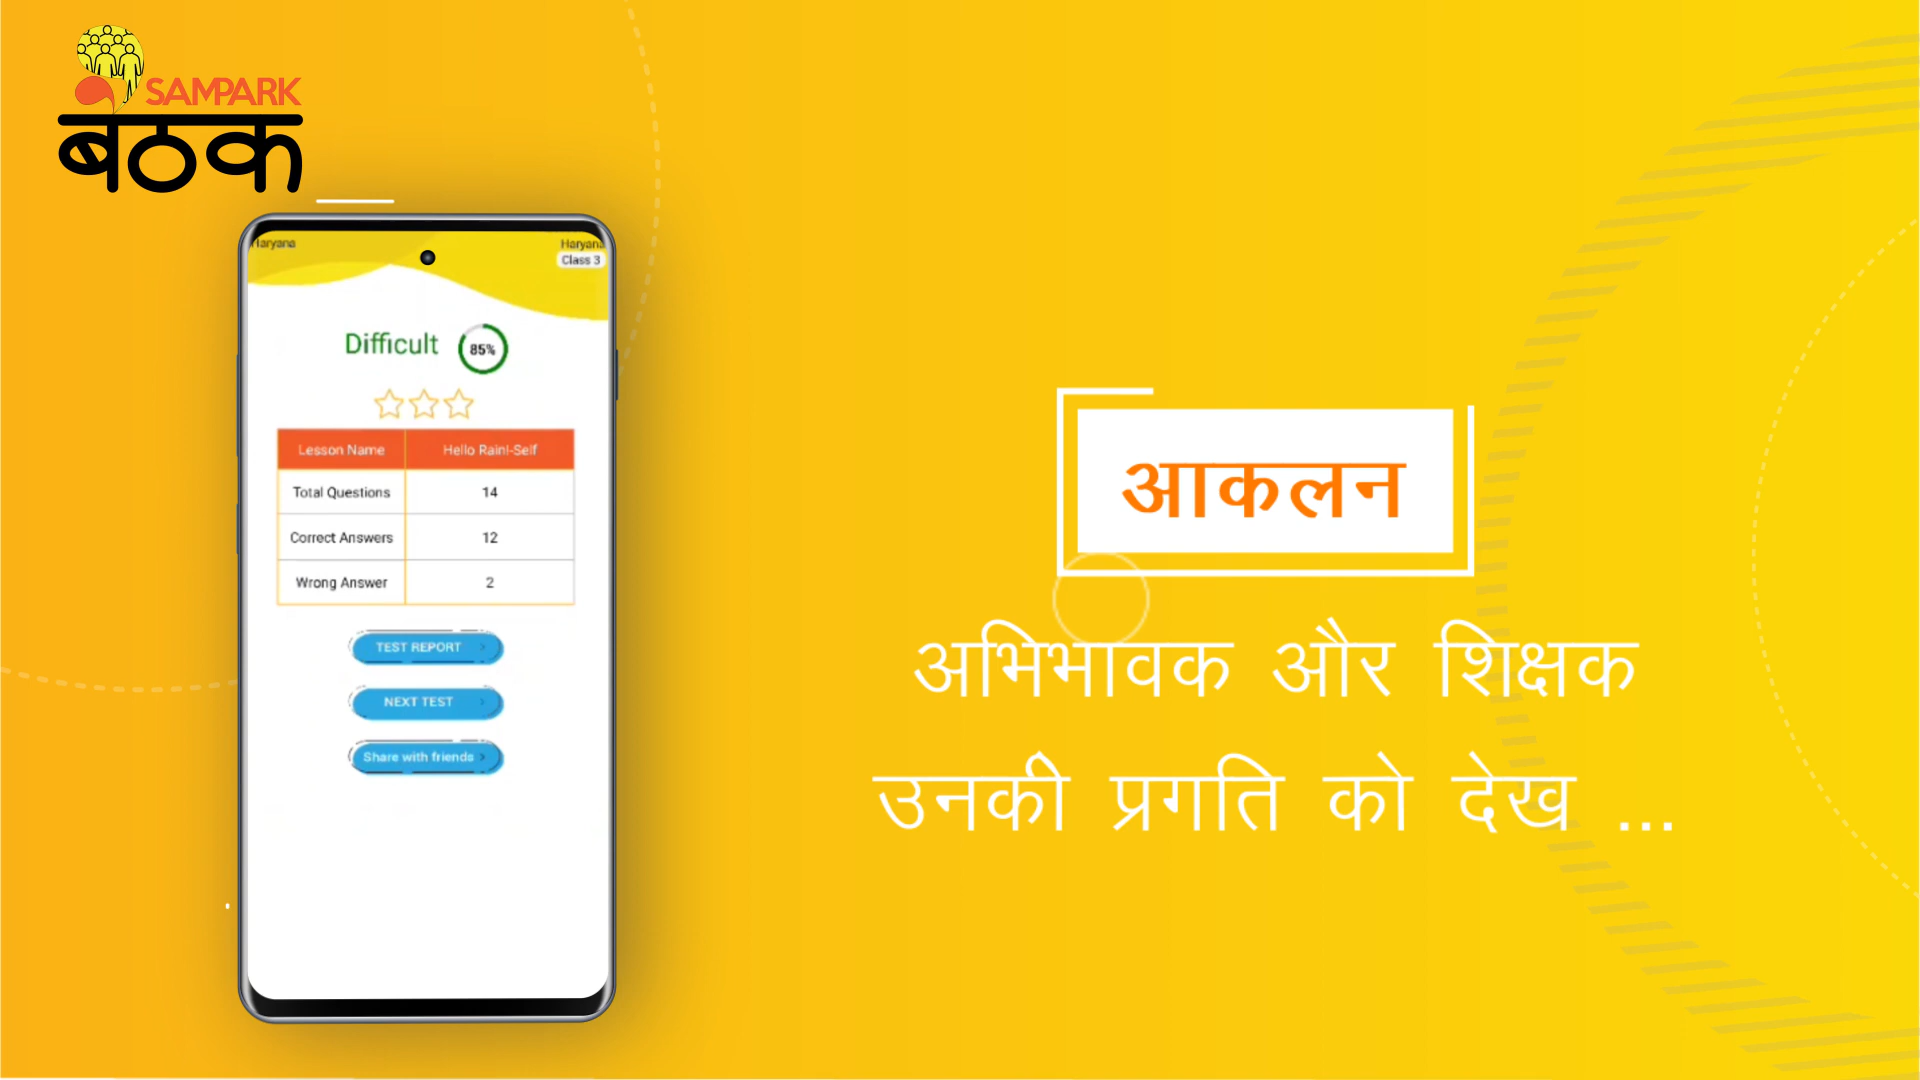 SAMPARK
बठक
Haryana
Haryana
Class 3
Difficult
85%
Lesson Name Hello Rain!-Self
Total Questions 14
Correct Answers 12
Wrong Answer 2
TEST REPORT
NEXT TEST
Share with friends
आकलन
अभिभावक और शिक्षक
उनकी प्रगति को देख ...